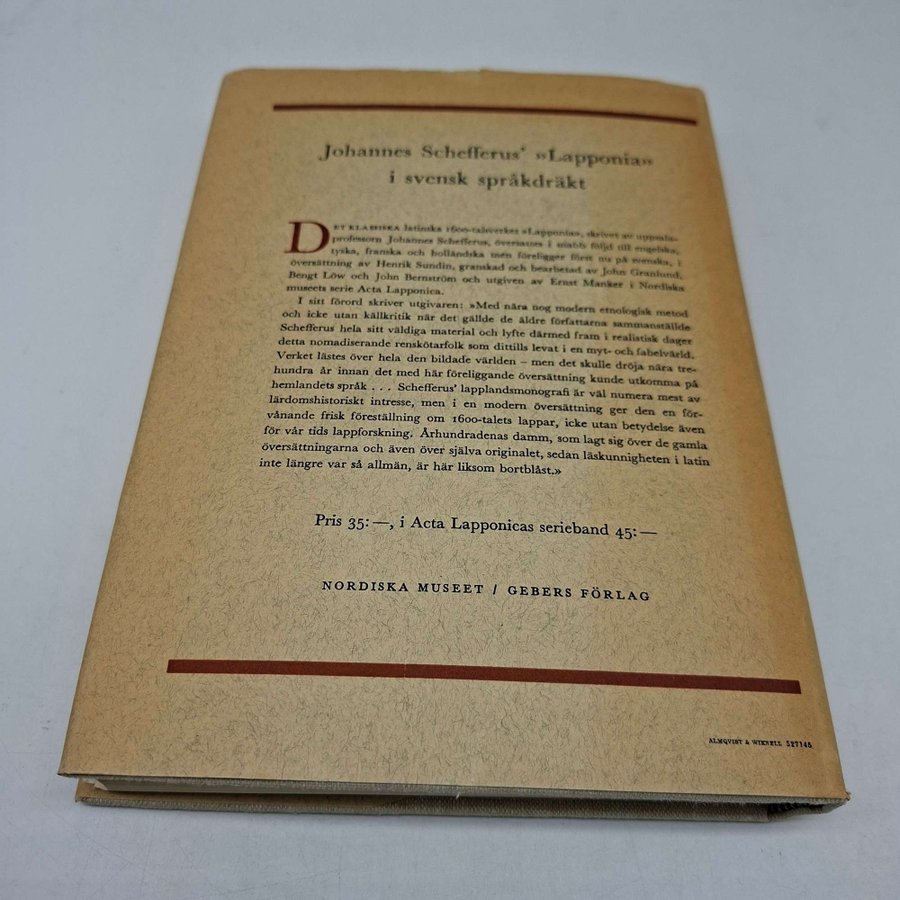 Johannes Schefferus' »Lapponia»
i svensk språkdräkt
DET KLASSISKA latinska 1600-talsverket »Lapponia», skrivet av uppsala-
professorn Johannes Schefferus, översattes i snabb följd till engelska,
tyska, franska och holländska men föreligger först nu på svenska, i
översättning av Henrik Sundin, granskad och bearbetad av John Granlund,
Bengt Löw och John Bernström och utgiven av Ernst Manker i Nordiska
museets serie Acta Lapponica.
I sitt förord skriver utgivaren: »Med nära nog modern etnologisk metod
och icke utan källkritik när det gällde de äldre författarna sammanställde
Schefferus hela sitt väldiga material och lyfte därmed fram i realistisk dager
detta nomadiserande renskötarfolk som dittills levat i en myt- och fabelvärld.
Verket lästes över hela den bildade världen – men det skulle dröja nära tre-
hundra år innan det med här föreliggande översättning kunde utkomma på
hemlandets språk . . . Schefferus' lapplandsmonografi är väl numera mest av
lärdomshistoriskt intresse, men i en modern översättning ger den en för-
vånande frisk föreställning om 1600-talets lappar, icke utan betydelse även
för vår tids lappforskning. Århundradenas damm, som lagt sig över de gamla
översättningarna och även över själva originalet, sedan läskunnigheten i latin
inte längre var så allmän, är här liksom bortblåst.»
Pris 35: —, i Acta Lapponicas serieband 45: —
NORDISKA MUSEET / GEBERS FÖRLAG
ALMQVIST & WIKSELL 527145